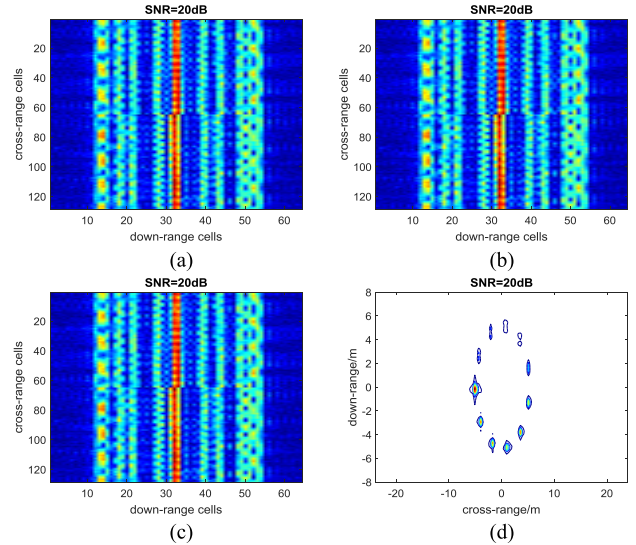 SNR=20dB
cross-range cells
20
40
60
80
100
120
10 20 30 40 50 60
down-range cells
(a)
SNR=20dB
cross-range cells
20
40
60
80
100
120
10 20 30 40 50 60
down-range cells
(b)
SNR=20dB
cross-range cells
20
40
60
80
100
120
10 20 30 40 50 60
down-range cells
(c)
SNR=20dB
down-range/m
8
6
4
2
0
-2
-4
-6
-8
-20 -10 0 10 20
cross-range/m
(d)